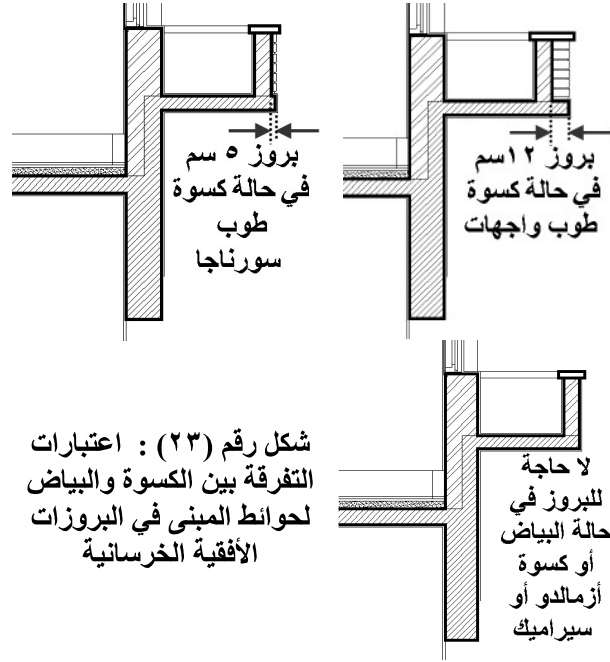 بروز ٥ سم
في حالة كسوة
طوب
سورناجا
بروز ١٢سم
في حالة كسوة
طوب واجهات
لا حاجة
للبروز في
حالة البياض
أو كسوة
أزمالدو أو
سيراميك
شكل رقم (٢٣) : اعتبارات
التفرقة بين الكسوة والبياض
لحوائط المبنى في البروزات
الأفقية الخرسانية